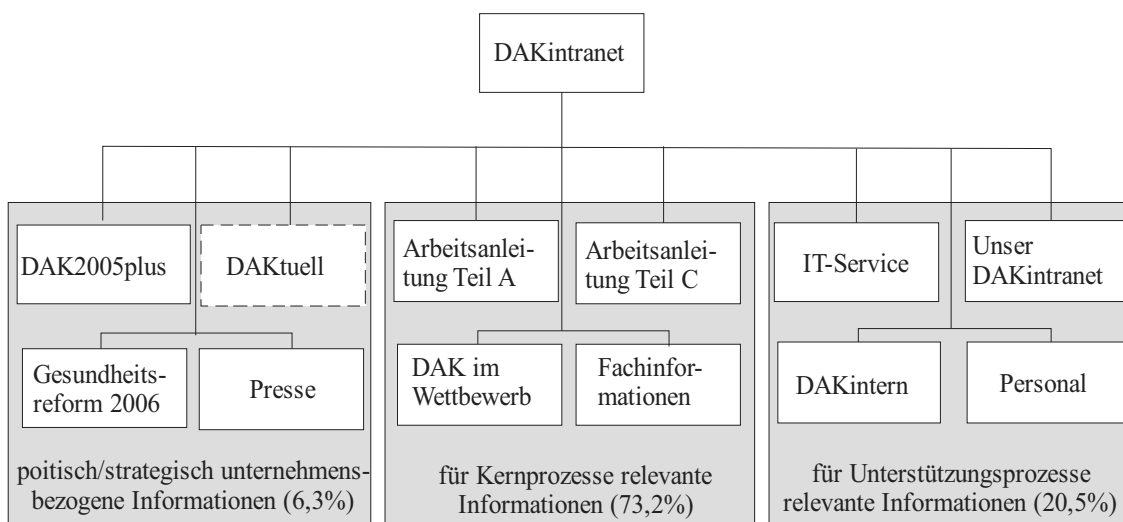 DAKintranet
DAK2005plus
DAKtuell
Arbeitsanlei-
tung Teil A
Arbeitsanlei-
tung Teil C
IT-Service
Unser
DAKintranet
Gesundheits-
reform 2006
Presse
DAK im
Wettbewerb
Fachinfor-
mationen
DAKintern
Personal
poitisch/strategisch unternehmens-
bezogene Informationen (6,3%)
für Kernprozesse relevante
Informationen (73,2%)
für Unterstützungsprozesse
relevante Informationen (20,5%)